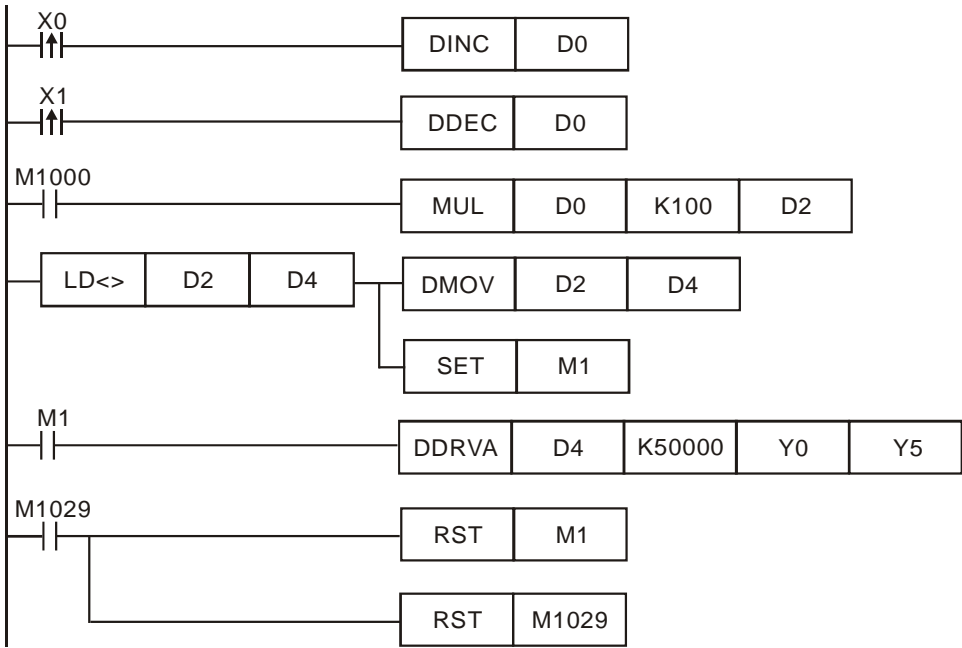 X0
DINC D0
X1
DDEC D0
M1000
MUL D0 K100 D2
LD<> D2 D4 DMOV D2 D4
SET M1
M1
DDRVA D4 K50000 Y0 Y5
M1029
RST M1
RST M1029